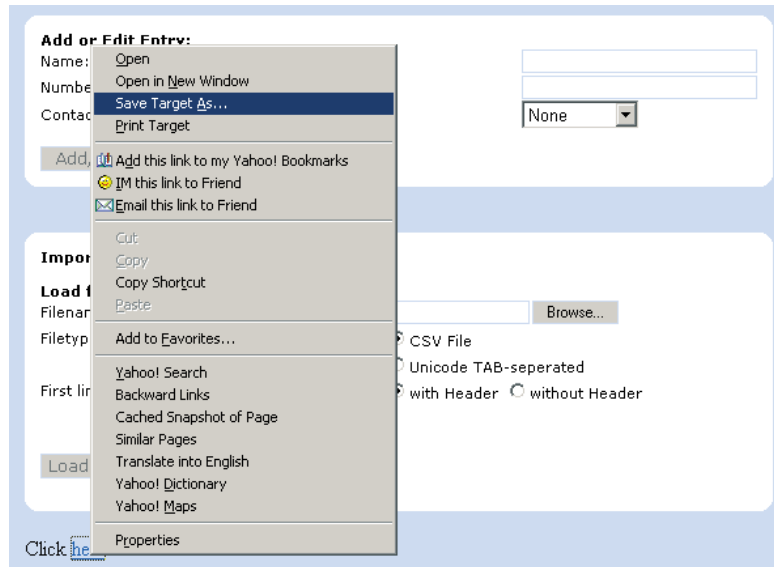 Add or Edit Entry:
Name:
Open
Open in New Window
Numbe
Save Target As...
Contac
None
Print Target
Add,
Add this link to my Yahoo! Bookmarks
IM this link to Friend
Email this link to Friend
Cut
Impor
Copy
Copy Shortcut
Load f
Paste
Filenar
Browse...
Filetyp
Add to Favorites...
CSV File
Unicode TAB-seperated
Yahoo! Search
First lin
Backward Links
with Header without Header
Cached Snapshot of Page
Similar Pages
Load
Translate into English
Yahoo! Dictionary
Yahoo! Maps
Properties
Click he